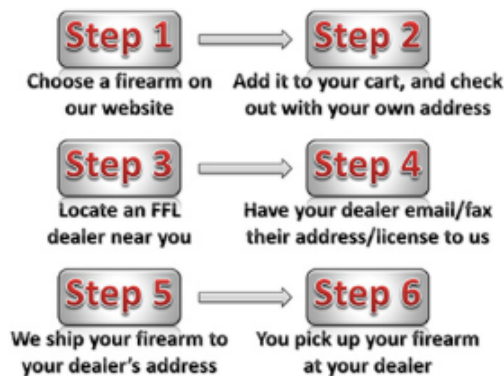 Step 1
Step 2
Choose a firearm on
our website
Add it to your cart, and check
out with your own address
Step 3
Step 4
Locate an FFL
dealer near you
Have your dealer email/fax
their address/license to us
Step 5
Step 6
We ship your firearm to
your dealer's address
You pick up your firearm
at your dealer